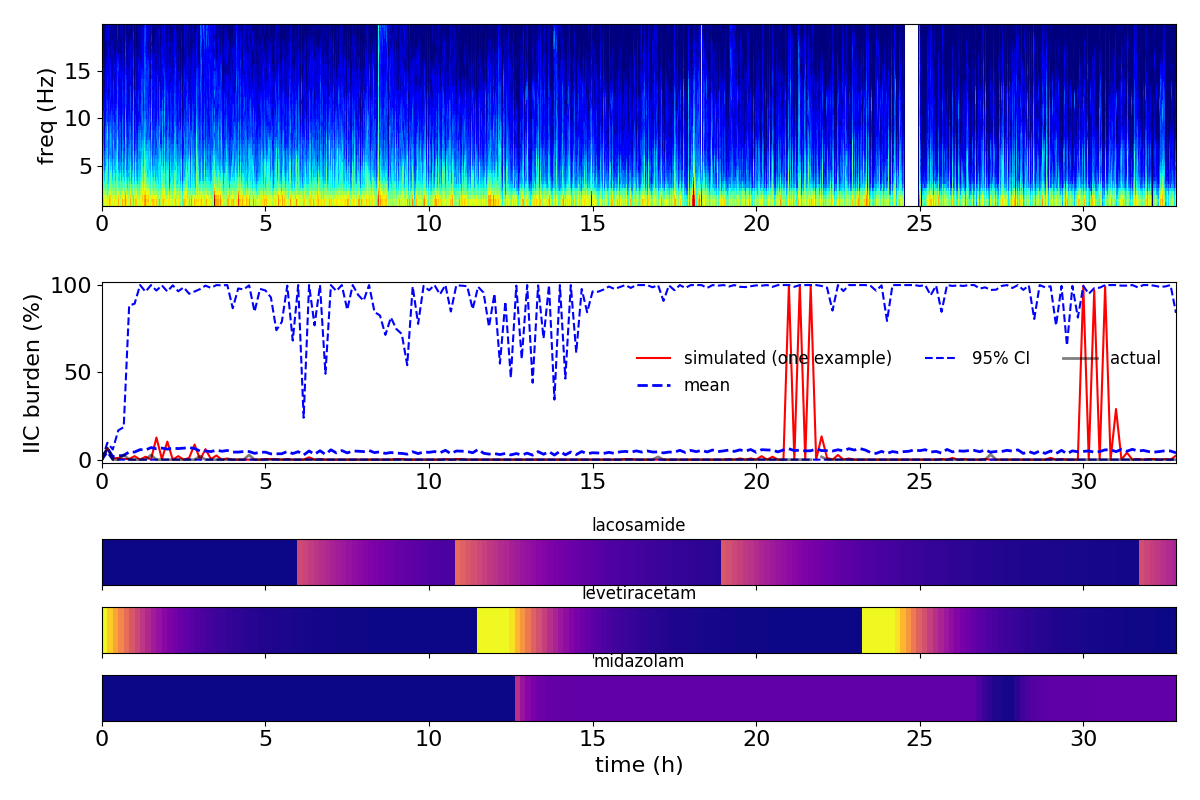 freq (Hz)
15
10
5
0 5 10 15 20 25 30
IIC burden (%)
100
50
0
simulated (one example) 95% CI actual
mean
0 5 10 15 20 25 30
lacosamide
levetiracetam
midazolam
0 5 10 15 20 25 30
time (h)